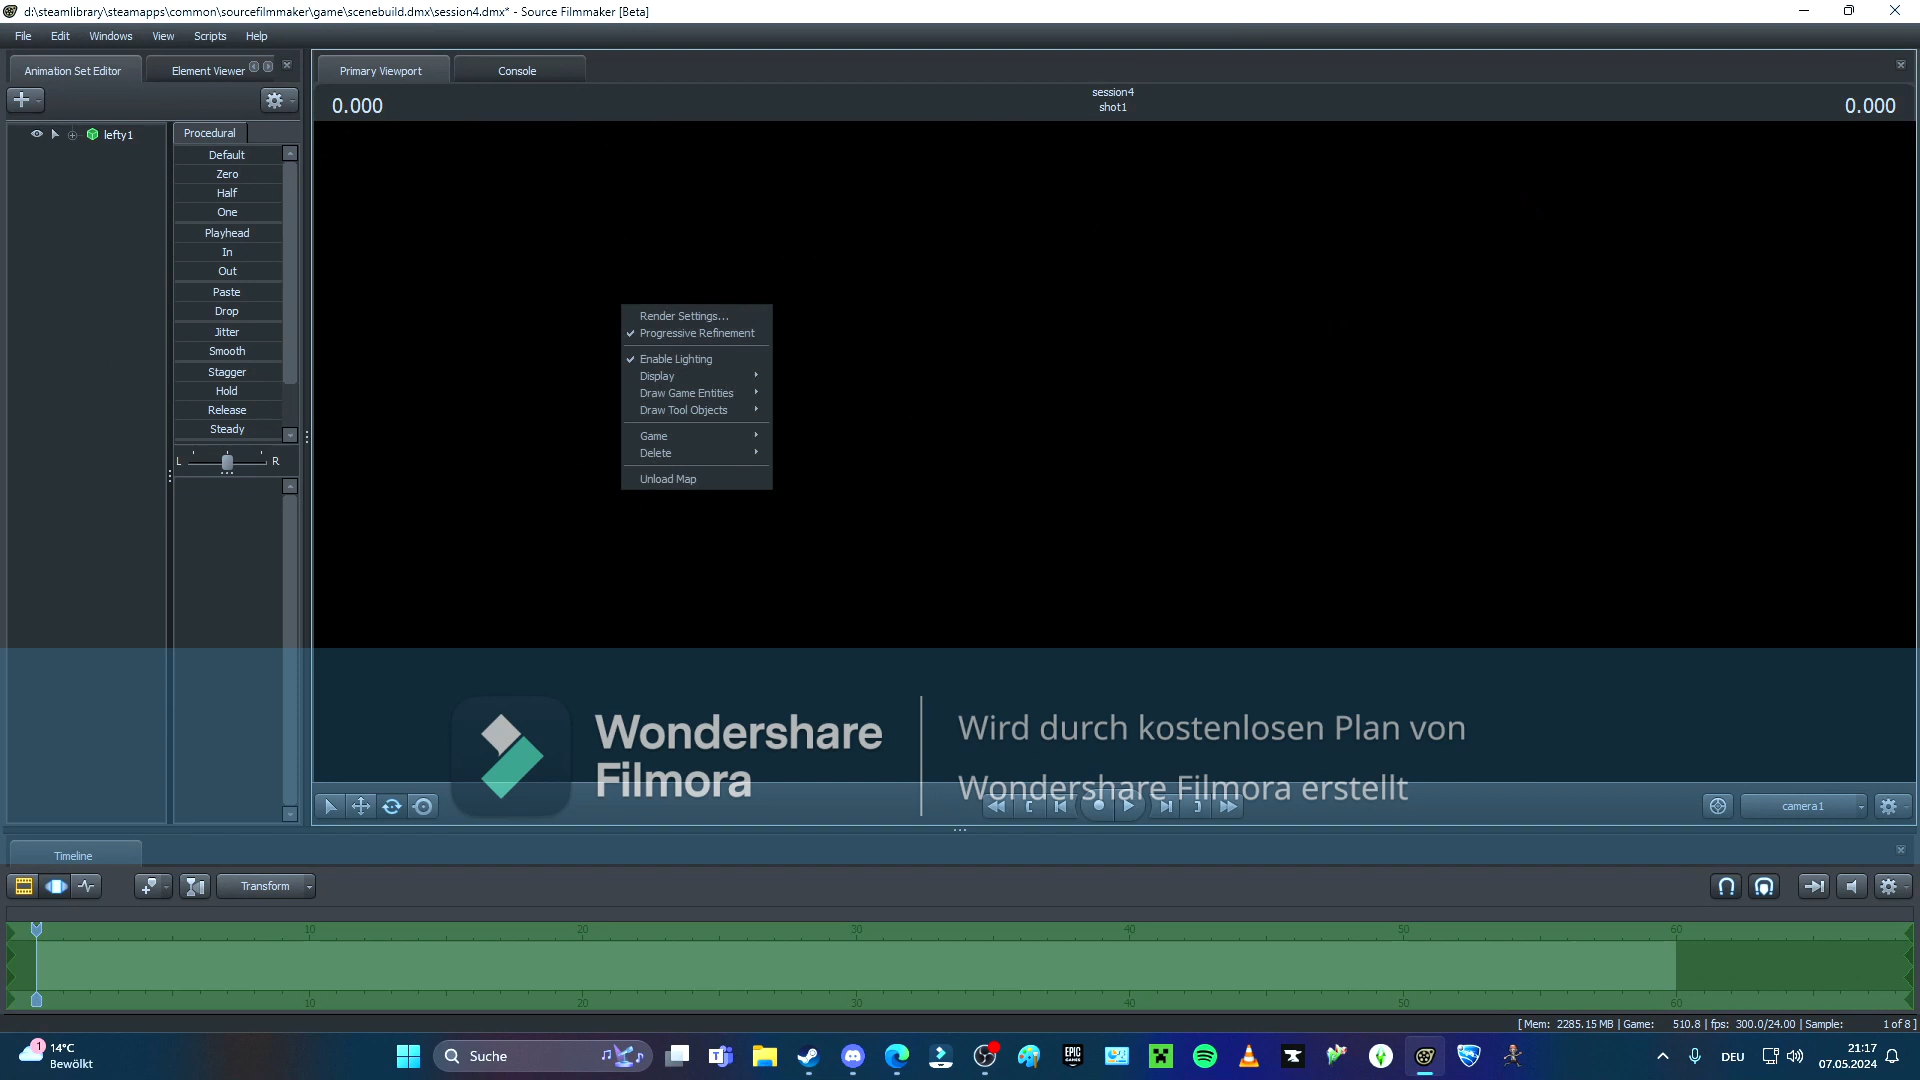 d:\steamlibrary\steamapps\common\sourcefilmmaker\game\scenebuild.dmx\session4.dmx* - Source Filmmaker [Beta]
File Edit Windows View Scripts Help
Animation Set Editor Element Viewer Primary Viewport Console
0.000 session4 0.000
shot1
lefty1
Procedural
Default
Zero
Half
One
Playhead
In
Out
Paste
Drop
Jitter
Smooth
Stagger
Hold
Release
Steady
L R
Render Settings...
Progressive Refinement
Enable Lighting
Display
Draw Game Entities
Draw Tool Objects
Game
Delete
Unload Map
Wondershare
Filmora
Wird durch kostenlosen Plan von
Wondershare Filmora erstellt
camera1
Timeline
Transform
10 20 30 40 50 60
10 20 30 40 50 60
[ Mem: 2285.15 MB | Game: 510.8 | fps: 300.0/24.00 | Sample: 1 of 8 ]
1
14°C
Bewölkt
Suche
EPIC
GAMES
DEU
21:17
07.05.2024